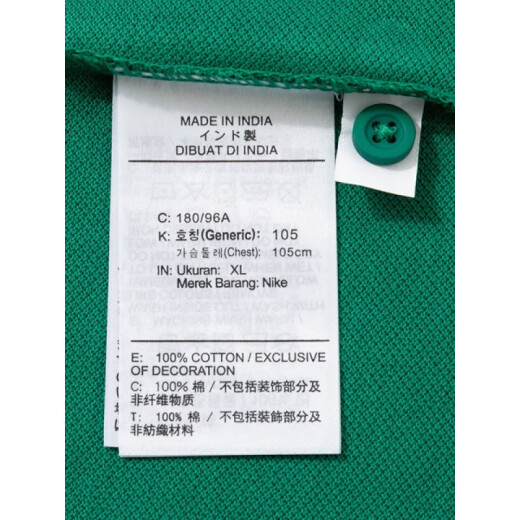 MADE IN INDIA
インド製
DIBUAT DI INDIA
C: 180/96A
K: 호칭(Generic): 105
가슴둘레(Chest): 105cm
IN: Ukuran: XL
Merek Barang: Nike
E: 100% COTTON / EXCLUSIVE
OF DECORATION
C: 100% 棉 / 不包括装饰部分及
非纤维物质
T: 100% 棉 / 不包括裝飾部分及
非紡織材料